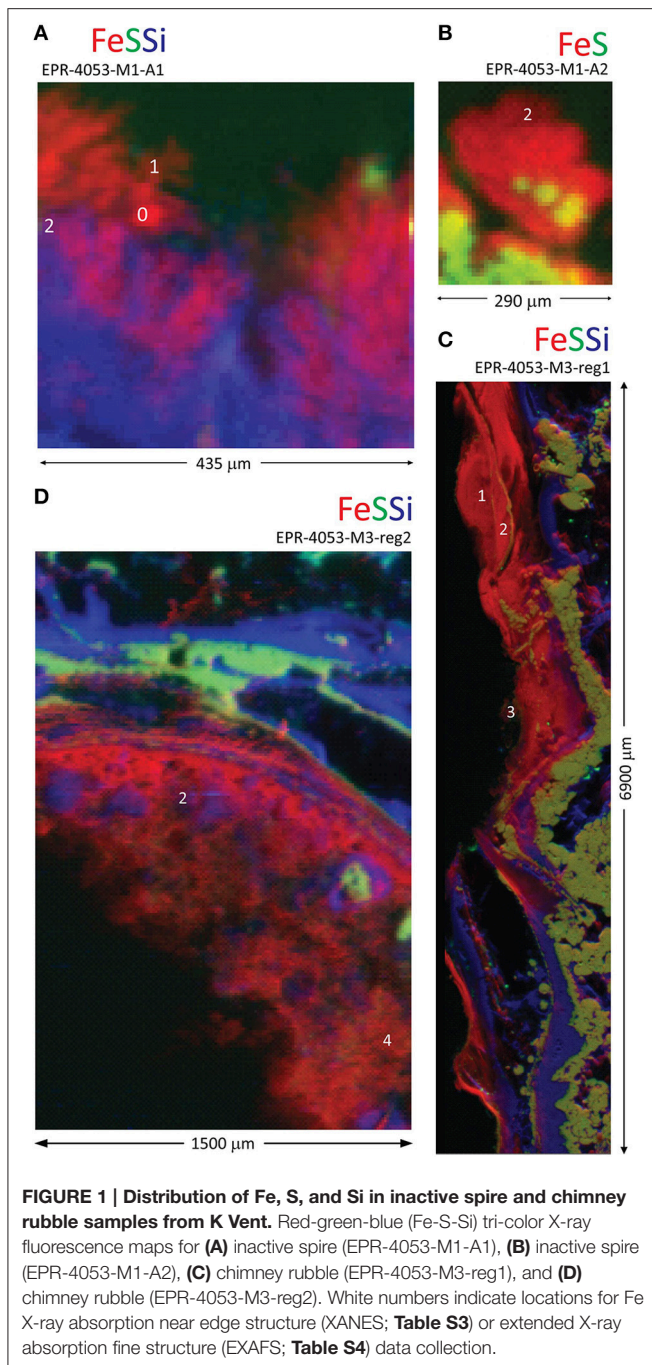 A
FeSSi
EPR-4053-M1-A1
1
0
2
435 µm
B
FeS
EPR-4053-M1-A2
2
290 µm
C
FeSSi
EPR-4053-M3-reg1
1
2
3
6900 µm
D
FeSSi
EPR-4053-M3-reg2
2
4
1500 µm
FIGURE 1 | Distribution of Fe, S, and Si in inactive spire and chimney
rubble samples from K Vent. Red-green-blue (Fe-S-Si) tri-color X-ray
fluorescence maps for (A) inactive spire (EPR-4053-M1-A1), (B) inactive spire
(EPR-4053-M1-A2), (C) chimney rubble (EPR-4053-M3-reg1), and (D)
chimney rubble (EPR-4053-M3-reg2). White numbers indicate locations for Fe
X-ray absorption near edge structure (XANES; Table S3) or extended X-ray
absorption fine structure (EXAFS; Table S4) data collection.